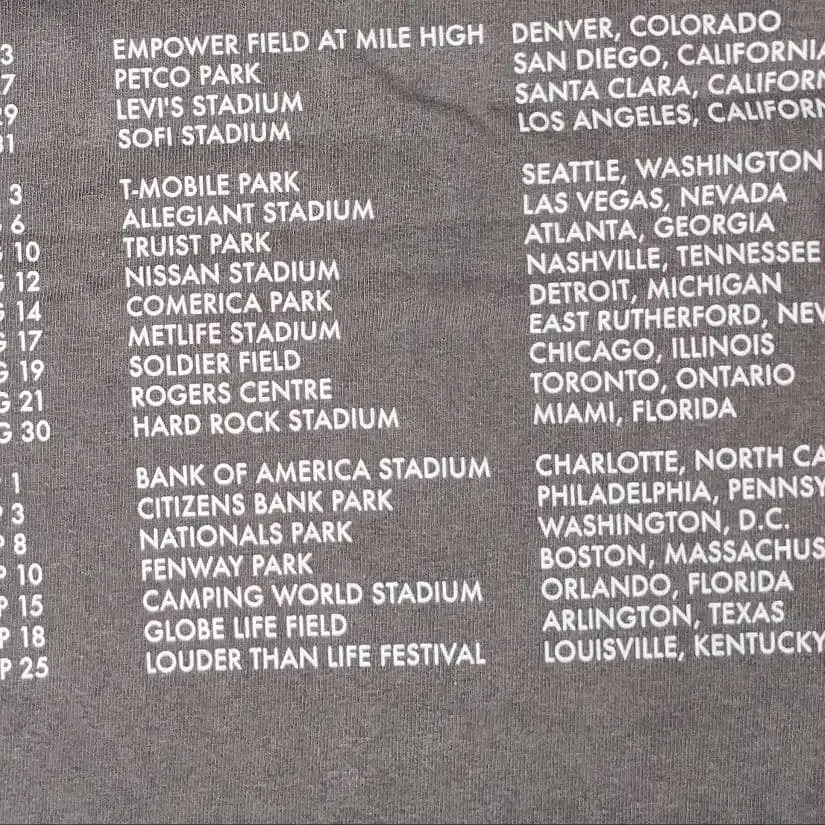 3 EMPOWER FIELD AT MILE HIGH DENVER, COLORADO
7 PETCO PARK SAN DIEGO, CALIFORNIA
29 LEVI'S STADIUM SANTA CLARA, CALIFORN
31 SOFI STADIUM LOS ANGELES, CALIFORN
3 T-MOBILE PARK SEATTLE, WASHINGTON
6 ALLEGIANT STADIUM LAS VEGAS, NEVADA
G 10 TRUIST PARK ATLANTA, GEORGIA
G 12 NISSAN STADIUM NASHVILLE, TENNESSEE
G 14 COMERICA PARK DETROIT, MICHIGAN
G 17 METLIFE STADIUM EAST RUTHERFORD, NEW
G 19 SOLDIER FIELD CHICAGO, ILLINOIS
G 21 ROGERS CENTRE TORONTO, ONTARIO
G 30 HARD ROCK STADIUM MIAMI, FLORIDA
1 BANK OF AMERICA STADIUM CHARLOTTE, NORTH CA
P 3 CITIZENS BANK PARK PHILADELPHIA, PENNSY
P 8 NATIONALS PARK WASHINGTON, D.C.
P 10 FENWAY PARK BOSTON, MASSACHUS
P 15 CAMPING WORLD STADIUM ORLANDO, FLORIDA
P 18 GLOBE LIFE FIELD ARLINGTON, TEXAS
P 25 LOUDER THAN LIFE FESTIVAL LOUISVILLE, KENTUCKY